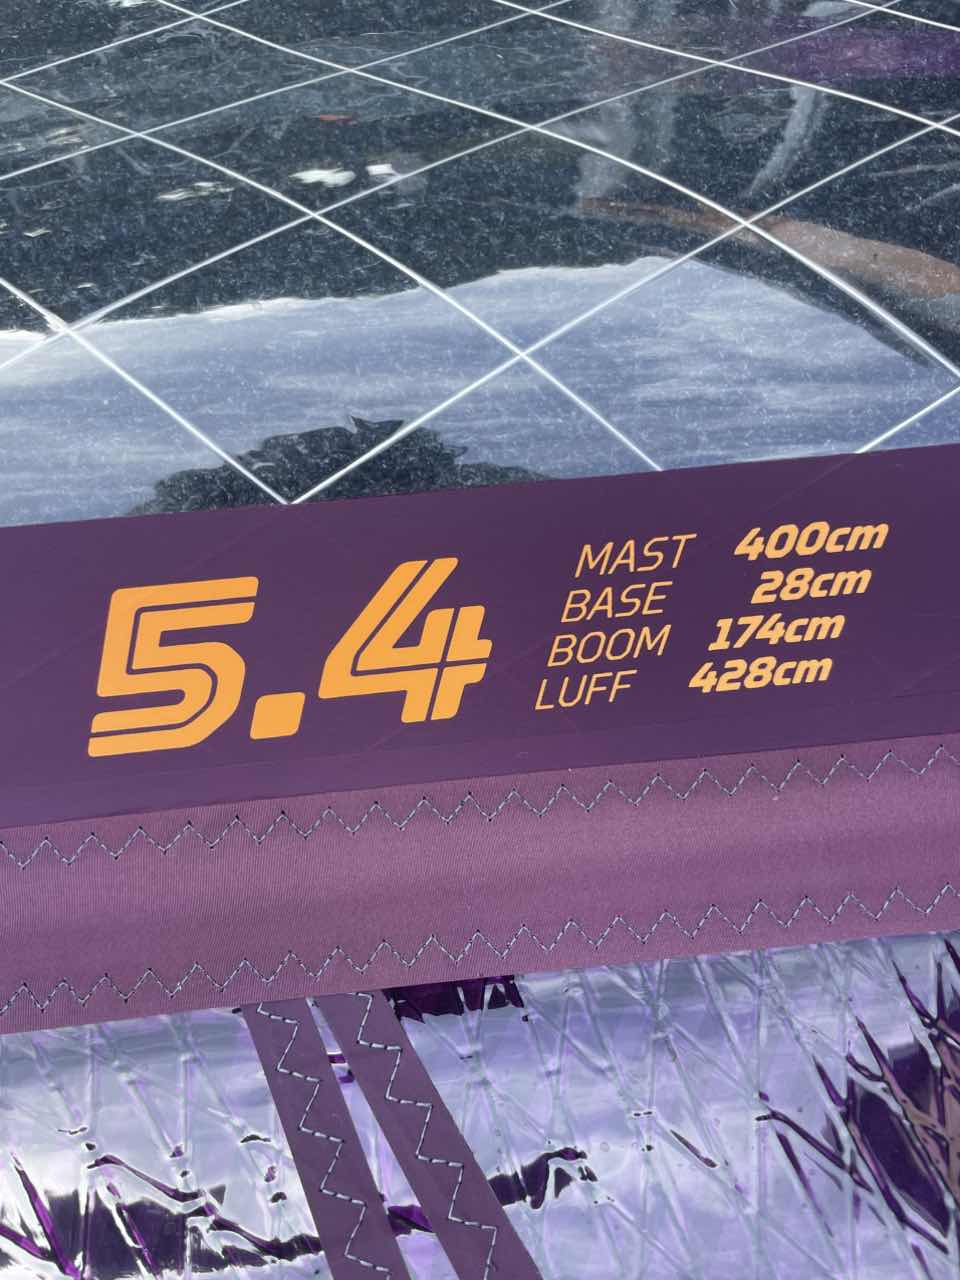 5.4
MAST 400cm
BASE 28cm
BOOM 174cm
LUFF 428cm